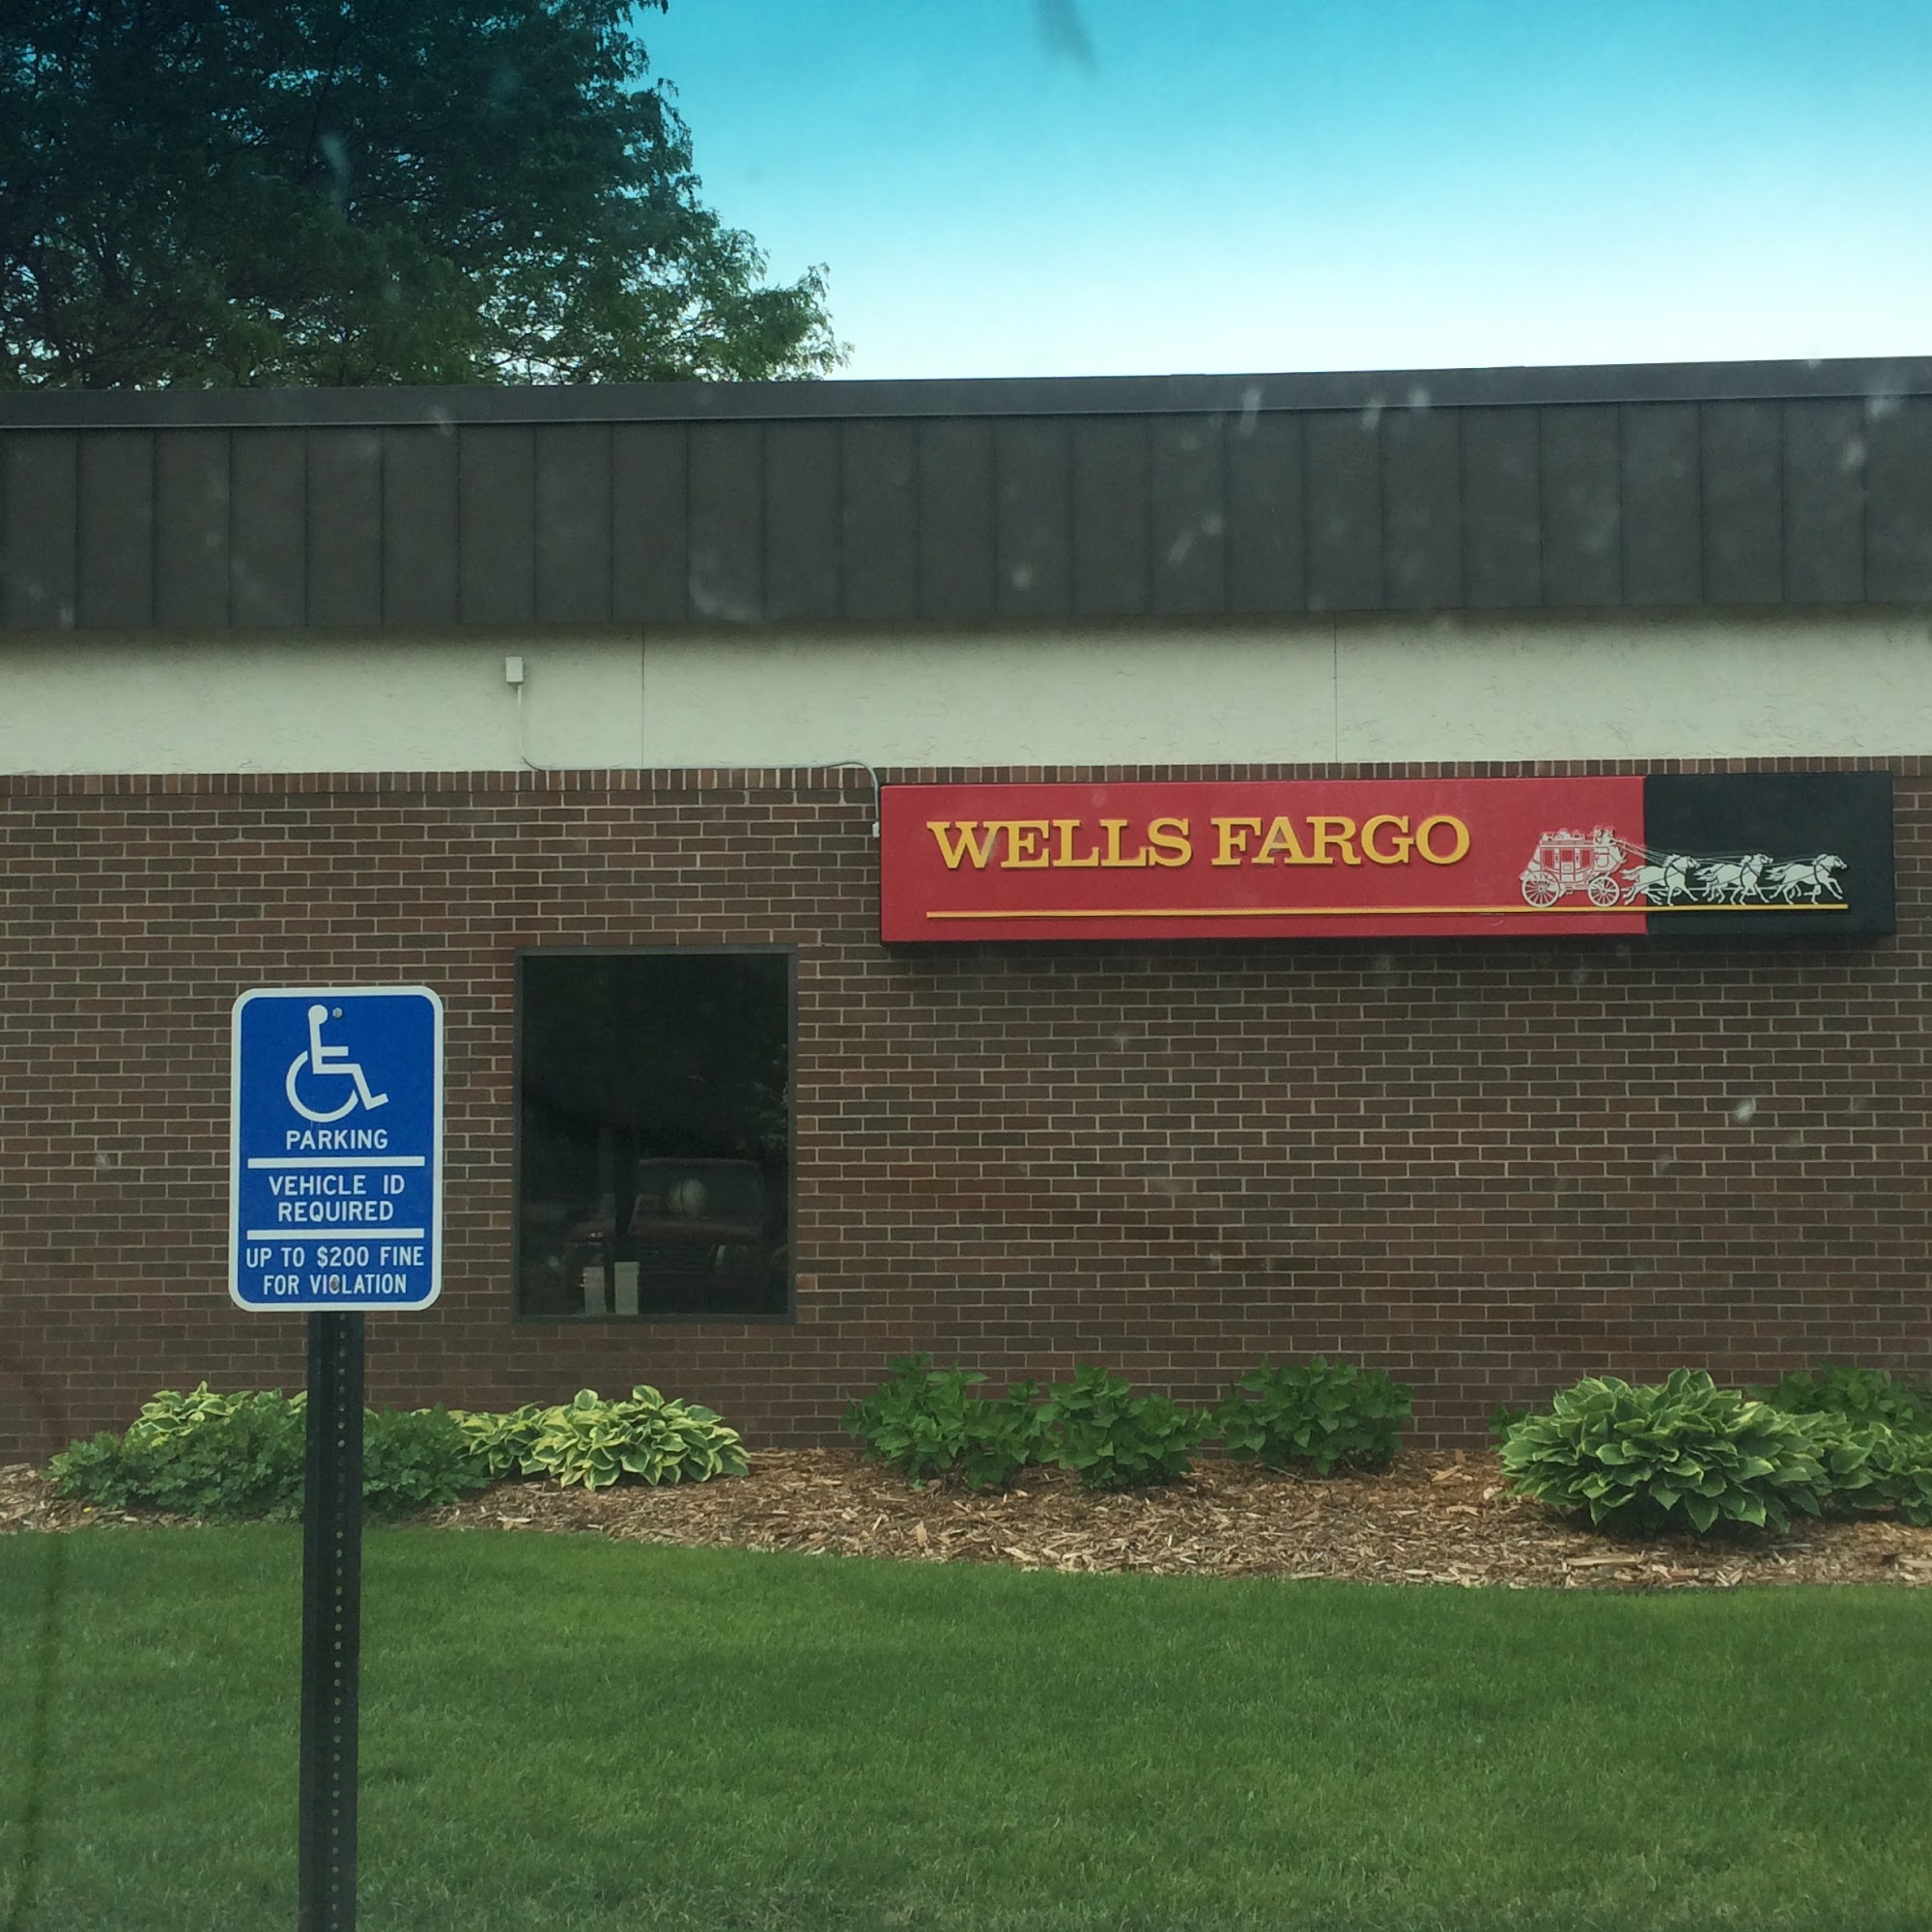 WELLS FARGO
PARKING
VEHICLE ID
REQUIRED
UP TO $200 FINE
FOR VIOLATION